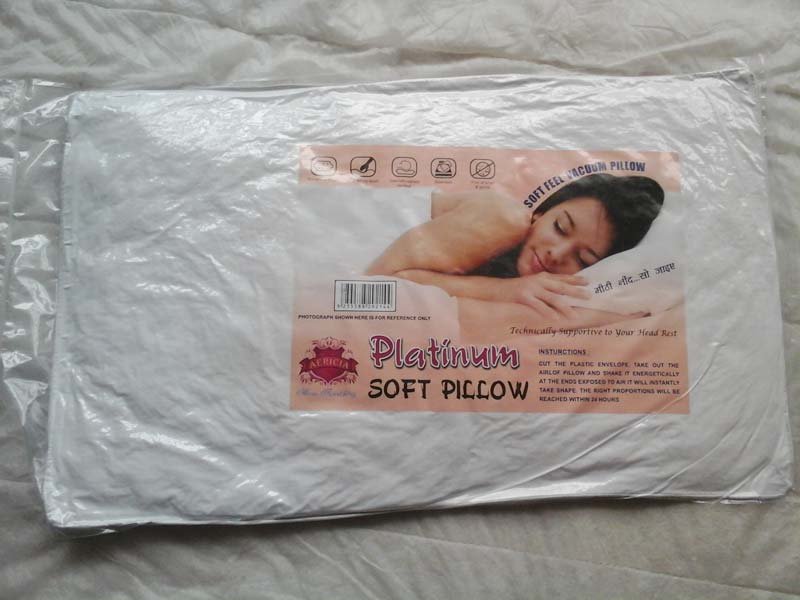 SOFT FEEL VACUUM PILLOW
मीठी नींद...सो जाइए
PHOTOGRAPH SHOWN HERE IS FOR REFERENCE ONLY
Technically Supportive to Your Head Rest
AERICIA
Platinum
SOFT PILLOW
INSTURCTIONS
CUT THE PLASTIC ENVELOPE, TAKE OUT THE
AIRLOF PILLOW AND SHAKE IT ENERGETICALLY
AT THE ENDS EXPOSED TO AIR IT WILL INSTANTLY
TAKE SHAPE. THE RIGHT PROPORTIONS WILL BE
REACHED WITHIN 24 HOURS